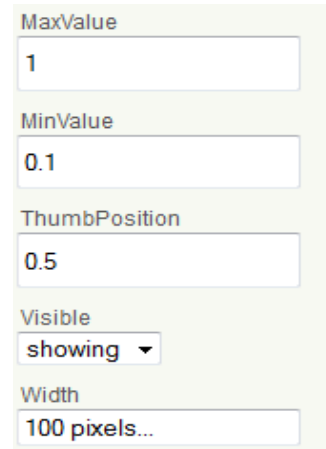 MaxValue
1
MinValue
0.1
ThumbPosition
0.5
Visible
showing
Width
100 pixels...